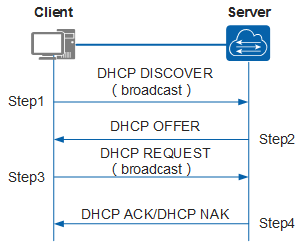 Client Server
DHCP DISCOVER
( broadcast )
Step1
DHCP OFFER
Step2
DHCP REQUEST
( broadcast )
Step3
DHCP ACK/DHCP NAK
Step4